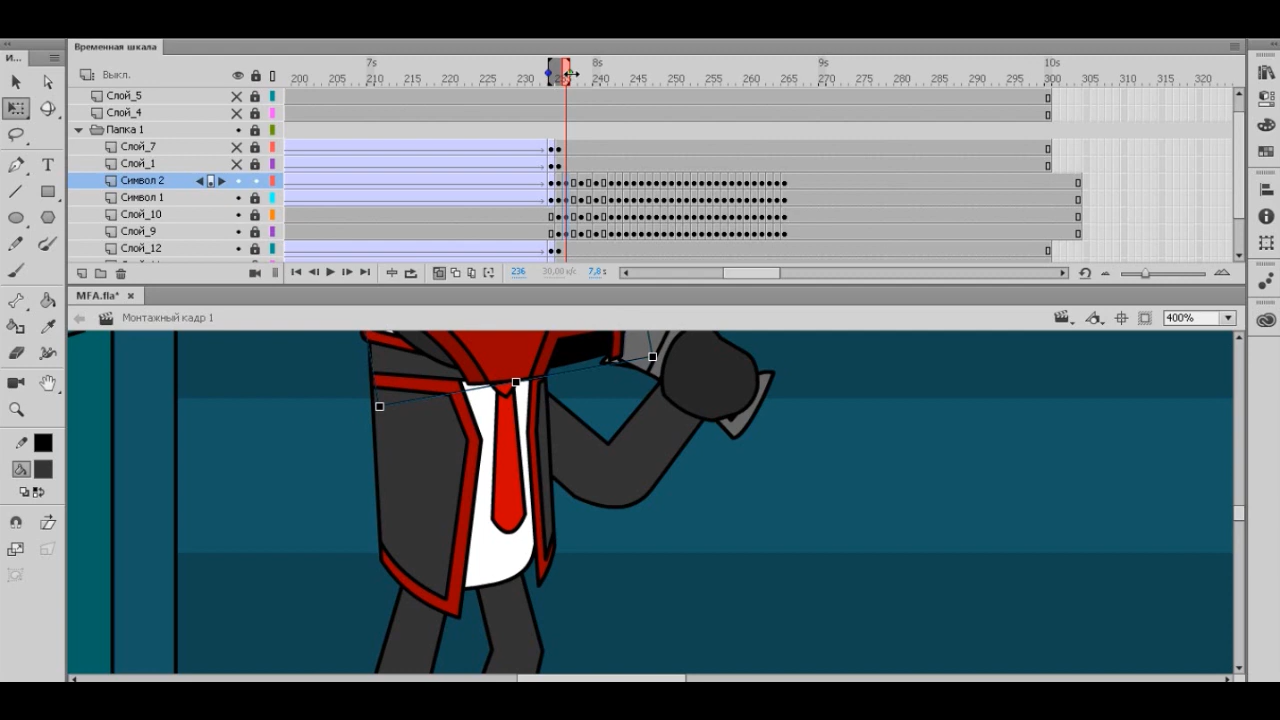 И...
Временная шкала
Выкл.
7s 8s 9s 10s
200 205 210 215 220 225 230 235 240 245 250 255 260 265 270 275 280 285 290 295 300 305 310 315 320
Слой_5
Слой_4
Папка 1
Слой_7
Слой_1
Символ 2
Символ 1
Слой_10
Слой_9
Слой_12
236 30,00 к/с 7,8 s
MFA.fla*
Монтажный кадр 1
400%